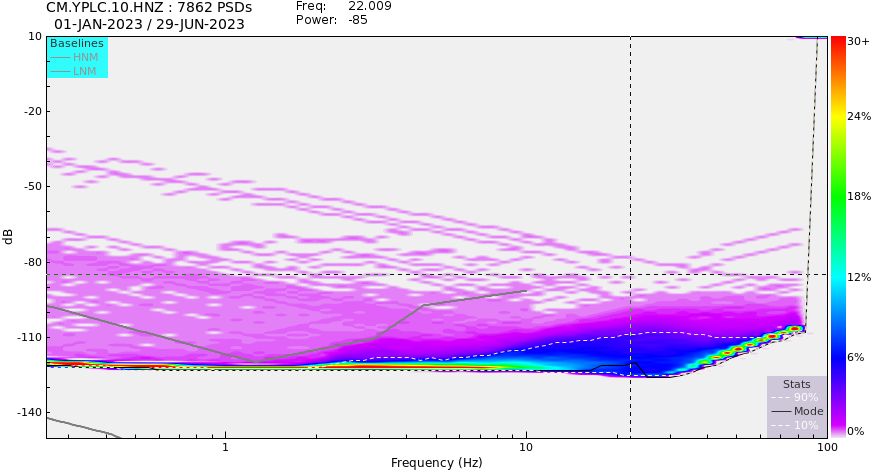 CM.YPLC.10.HNZ : 7862 PSDs
01-JAN-2023 / 29-JUN-2023
Freq: 22.009
Power: -85
Baselines
HNM
LNM
10
-20
-50
-80
-110
-140
dB
1
10
100
Frequency (Hz)
Stats
90%
Mode
10%
30+
24%
18%
12%
6%
0%